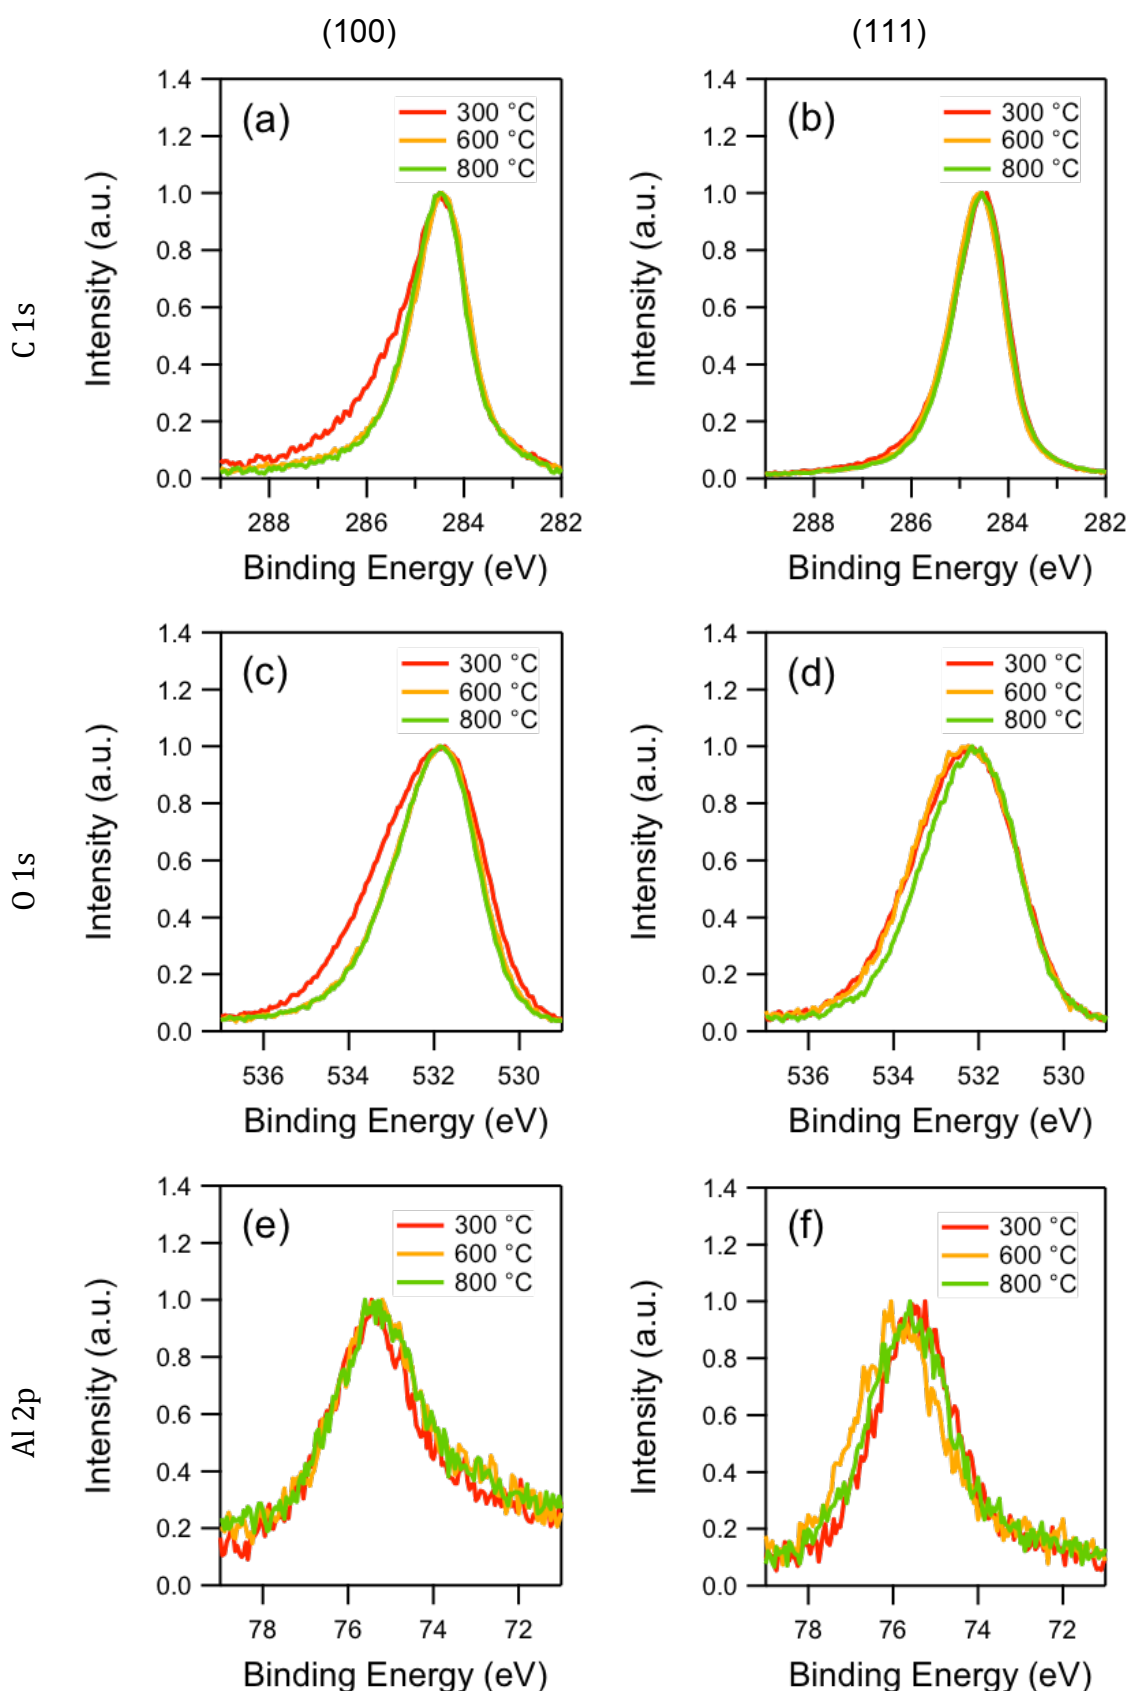 (100) (111)
C 1s
(a)
300 °C
600 °C
800 °C
1.4
1.2
1.0
0.8
0.6
0.4
0.2
0.0
Intensity (a.u.)
288 286 284 282
Binding Energy (eV)
(b)
300 °C
600 °C
800 °C
1.4
1.2
1.0
0.8
0.6
0.4
0.2
0.0
Intensity (a.u.)
288 286 284 282
Binding Energy (eV)
O 1s
(c)
300 °C
600 °C
800 °C
1.4
1.2
1.0
0.8
0.6
0.4
0.2
0.0
Intensity (a.u.)
536 534 532 530
Binding Energy (eV)
(d)
300 °C
600 °C
800 °C
1.4
1.2
1.0
0.8
0.6
0.4
0.2
0.0
Intensity (a.u.)
536 534 532 530
Binding Energy (eV)
Al 2p
(e)
300 °C
600 °C
800 °C
1.4
1.2
1.0
0.8
0.6
0.4
0.2
0.0
Intensity (a.u.)
78 76 74 72
Binding Energy (eV)
(f)
300 °C
600 °C
800 °C
1.4
1.2
1.0
0.8
0.6
0.4
0.2
0.0
Intensity (a.u.)
78 76 74 72
Binding Energy (eV)